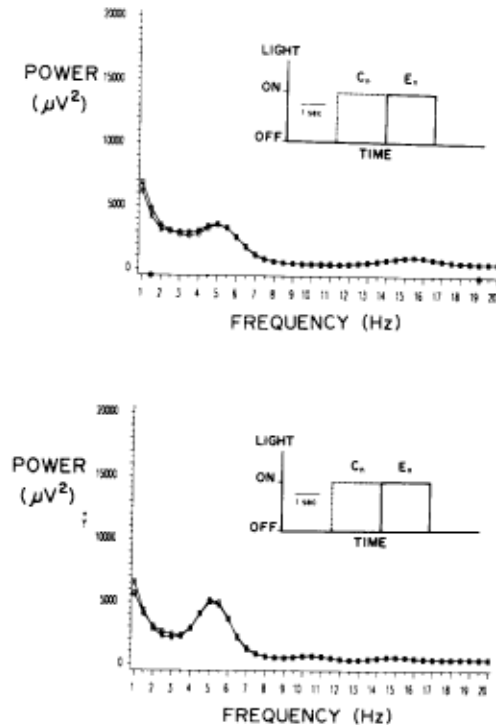 20000
LIGHT
POWER
(μV²)
15000
ON
Cₙ
Eₙ
1 sec
10000
OFF
TIME
5000
0
1 2 3 4 5 6 7 8 9 10 11 12 13 14 15 16 17 18 19 20
FREQUENCY (Hz)
20000
LIGHT
POWER
(μV²)
15000
ON
Cₙ
Eₙ
1 sec
10000
OFF
TIME
5000
0
1 2 3 4 5 6 7 8 9 10 11 12 13 14 15 16 17 18 19 20
FREQUENCY (Hz)